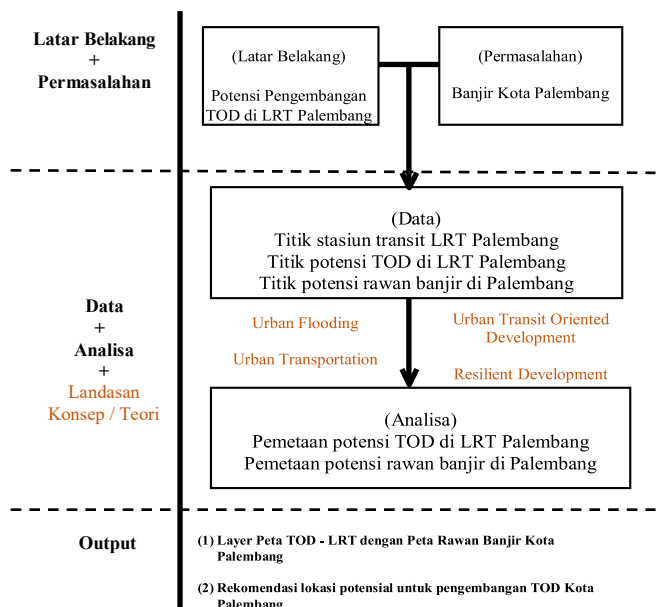 Latar Belakang
+
Permasalahan
(Latar Belakang)
Potensi Pengembangan
TOD di LRT Palembang
(Permasalahan)
Banjir Kota Palembang
Data
+
Analisa
+
Landasan
Konsep / Teori
(Data)
Titik stasiun transit LRT Palembang
Titik potensi TOD di LRT Palembang
Titik potensi rawan banjir di Palembang
Urban Flooding
Urban Transportation
Urban Transit Oriented
Development
Resilient Development
(Analisa)
Pemetaan potensi TOD di LRT Palembang
Pemetaan potensi rawan banjir di Palembang
Output
(1) Layer Peta TOD - LRT dengan Peta Rawan Banjir Kota
Palembang
(2) Rekomendasi lokasi potensial untuk pengembangan TOD Kota
Palembang